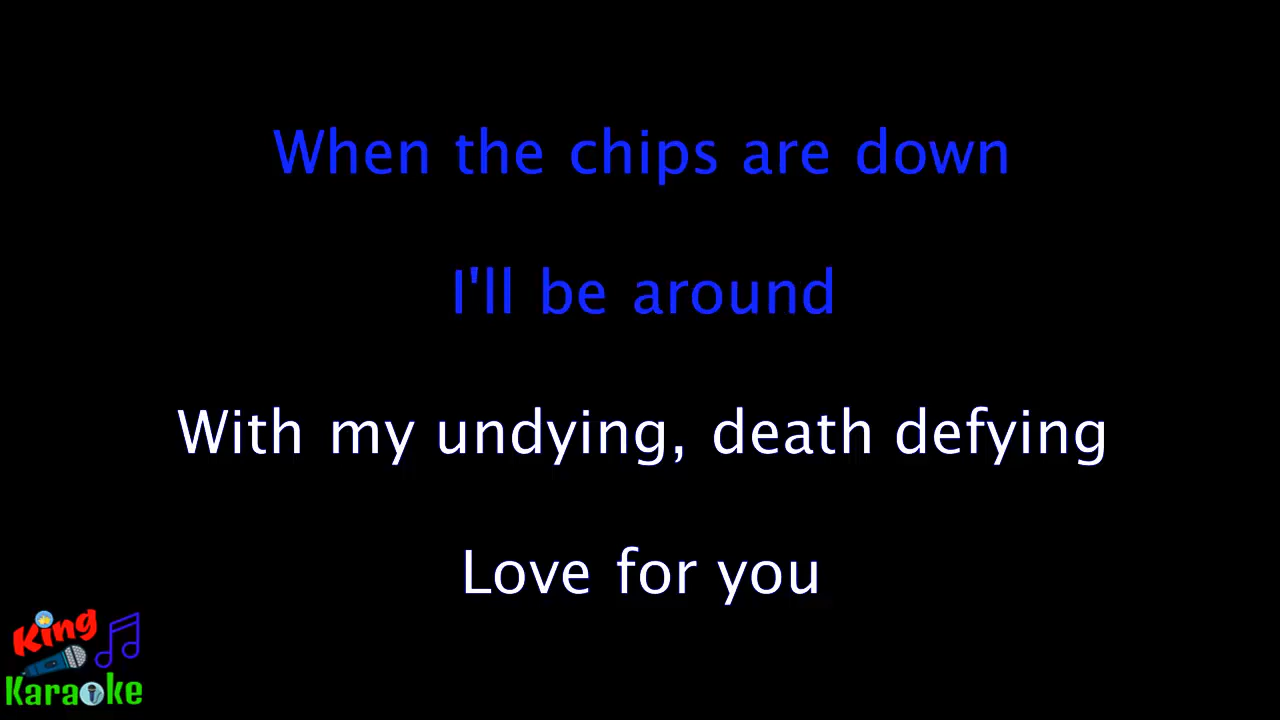 When the chips are down
I'll be around
With my undying, death defying
Love for you
King
Karaoke